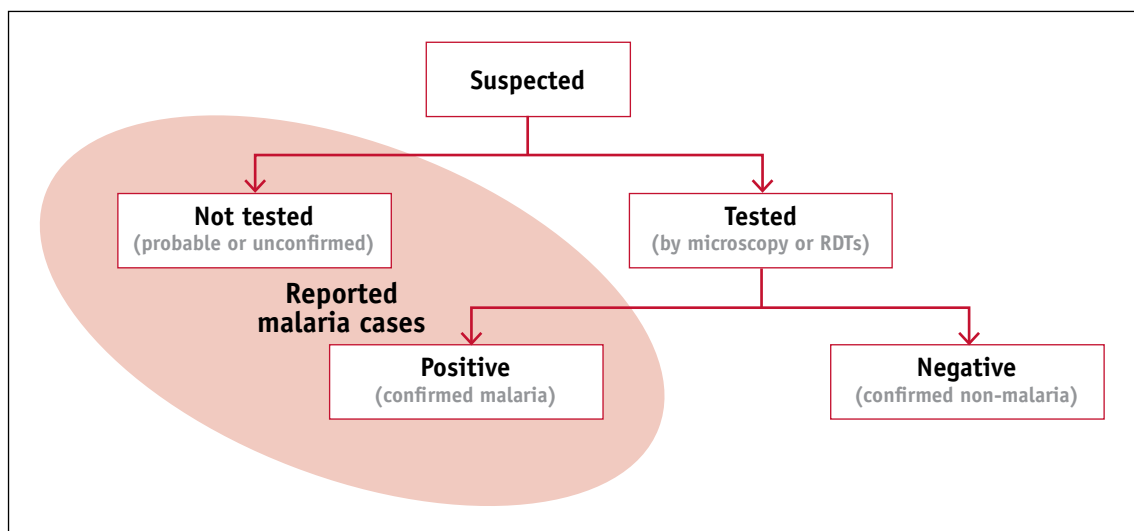 Suspected
Not tested
(probable or unconfirmed)
Tested
(by microscopy or RDTs)
Reported
malaria cases
Positive
(confirmed malaria)
Negative
(confirmed non-malaria)